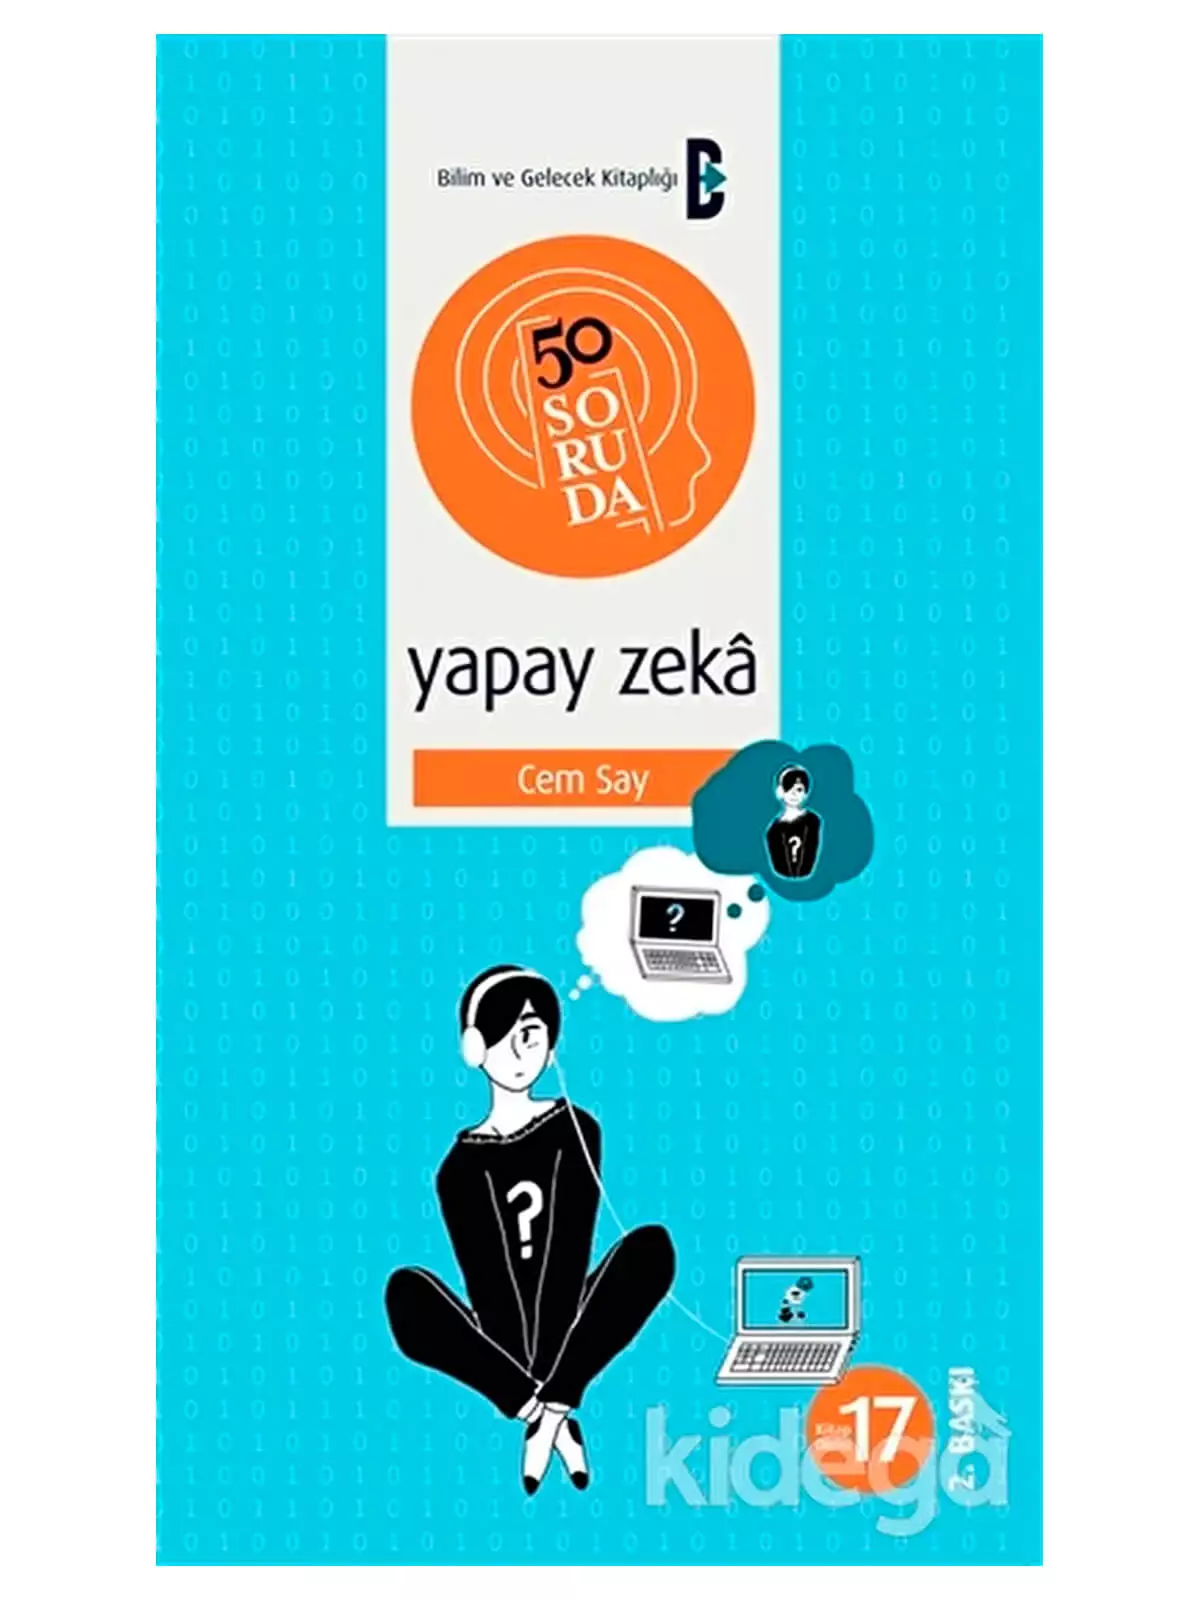 Bilim ve Gelecek Kitaplığı
50
SO
RU
DA
yapay zekâ
Cem Say
?
?
?
Kitap
17
2. BASKI
kidega